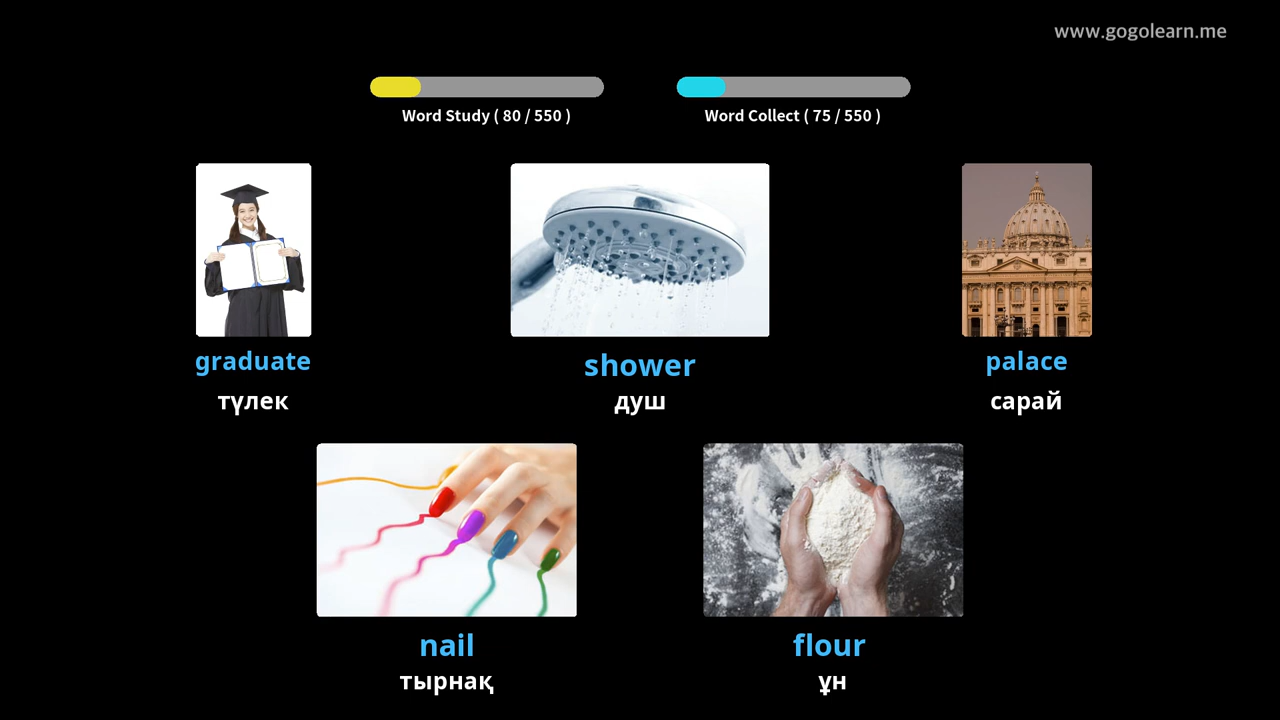 www.gogolearn.me
Word Study ( 80 / 550 )
Word Collect ( 75 / 550 )
graduate
түлек
shower
душ
palace
сарай
nail
тырнақ
flour
ұн